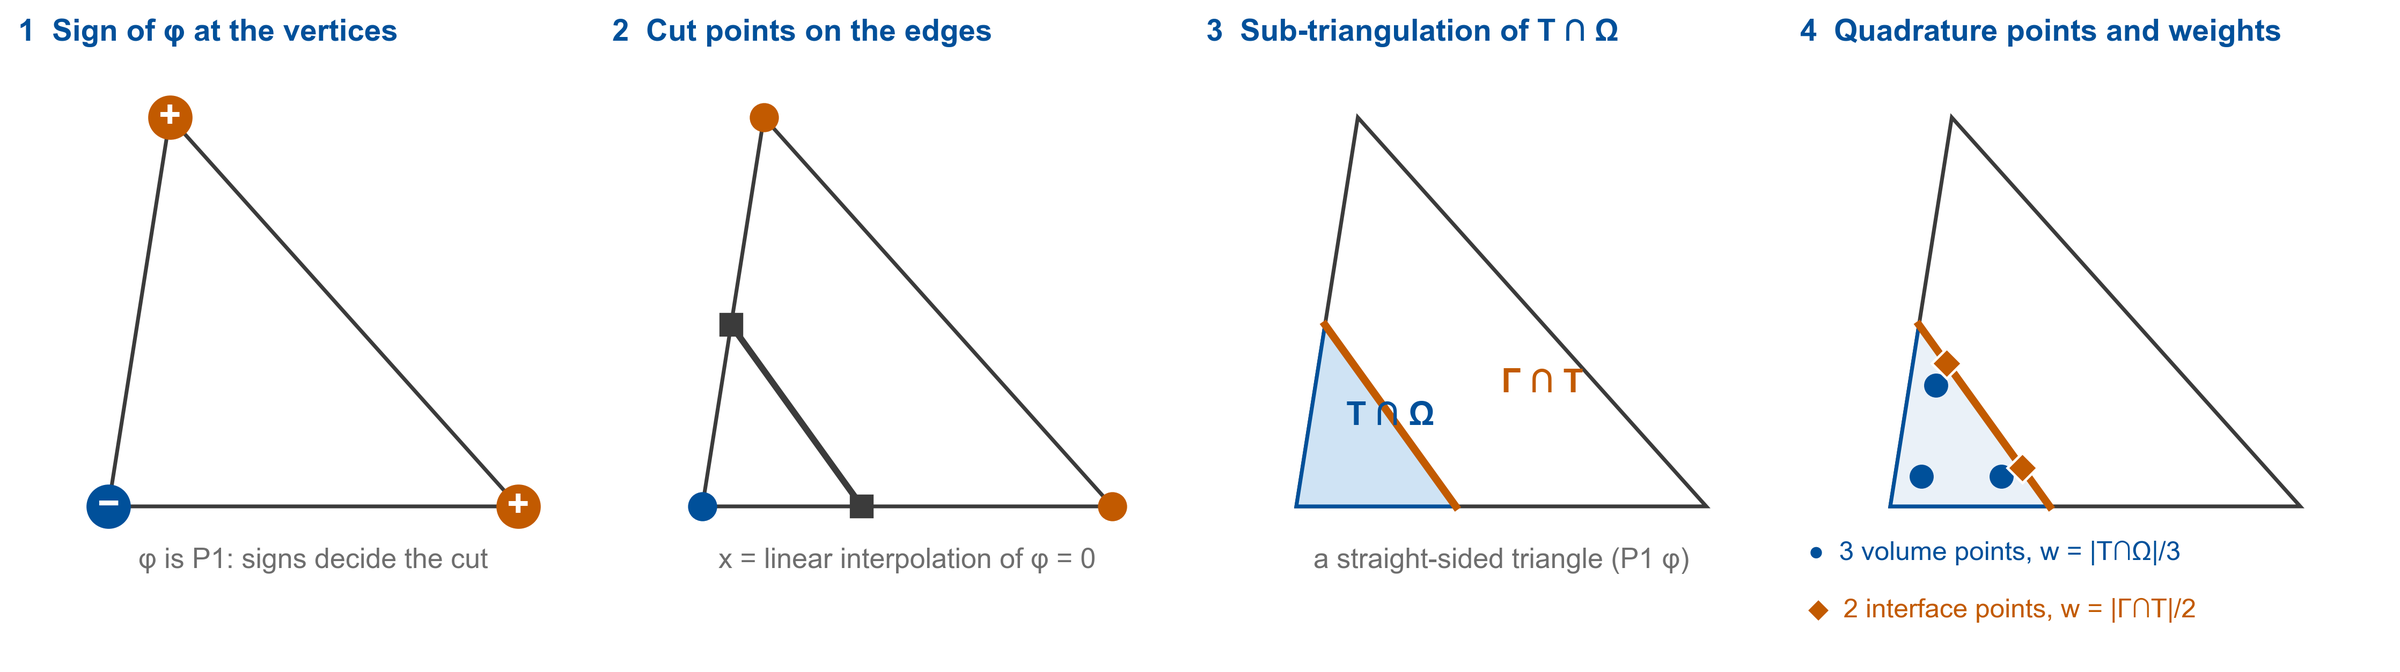 1 Sign of φ at the vertices
+
−
+
φ is P1: signs decide the cut
2 Cut points on the edges
x = linear interpolation of φ = 0
3 Sub-triangulation of T ∩ Ω
Γ ∩ T
T ∩ Ω
a straight-sided triangle (P1 φ)
4 Quadrature points and weights
3 volume points, w = |T∩Ω|/3
2 interface points, w = |Γ∩T|/2